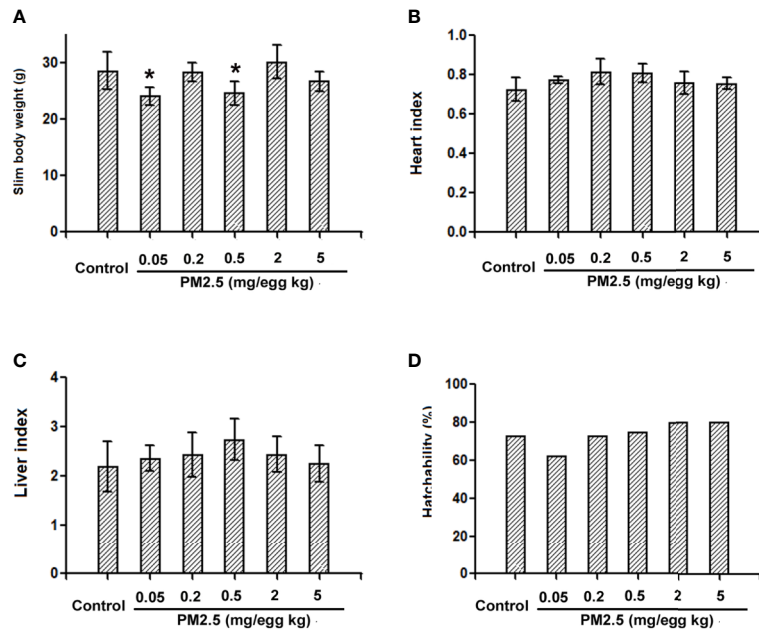 A
Slim body weight (g)
30
20
10
0
* *
Control 0.05 0.2 0.5 2 5
PM2.5 (mg/egg kg)
B
Heart index
1.0
0.8
0.6
0.4
0.2
0.0
Control 0.05 0.2 0.5 2 5
PM2.5 (mg/egg kg)
C
Liver index
4
3
2
1
0
Control 0.05 0.2 0.5 2 5
PM2.5 (mg/egg kg)
D
Hatchability (%)
100
80
60
40
20
0
Control 0.05 0.2 0.5 2 5
PM2.5 (mg/egg kg)